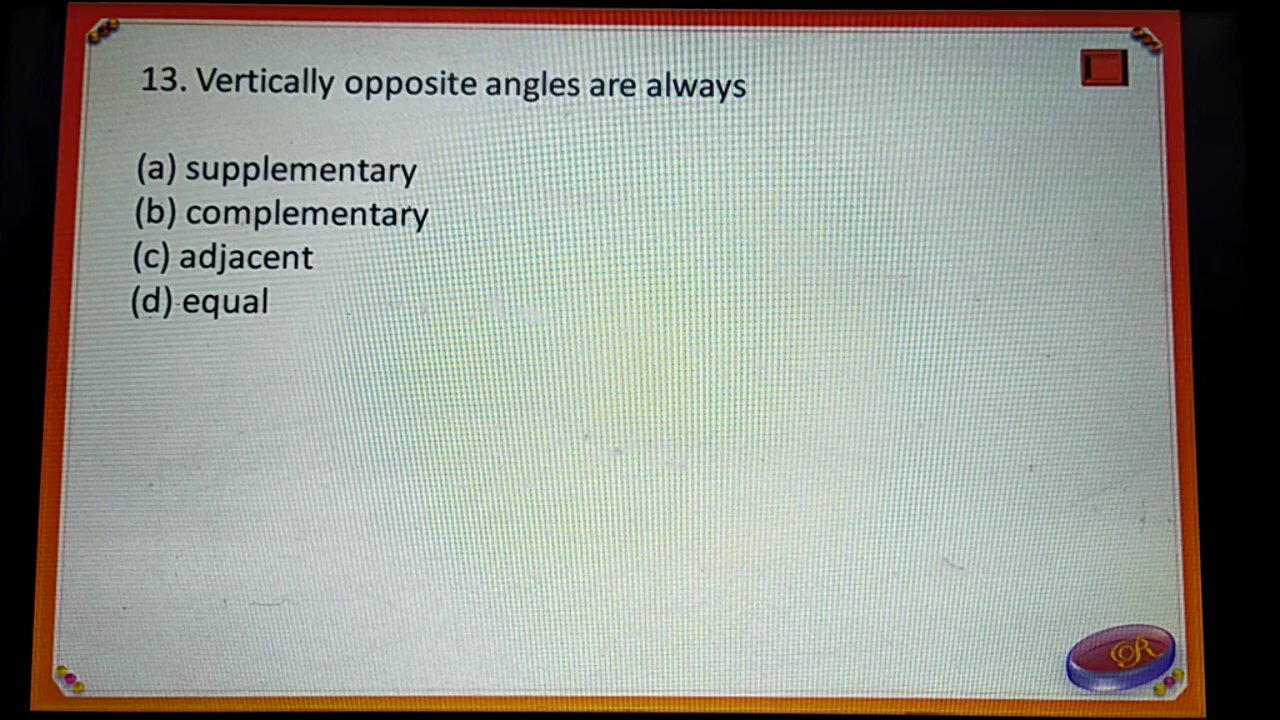 13. Vertically opposite angles are always
(a) supplementary
(b) complementary
(c) adjacent
(d) equal
R